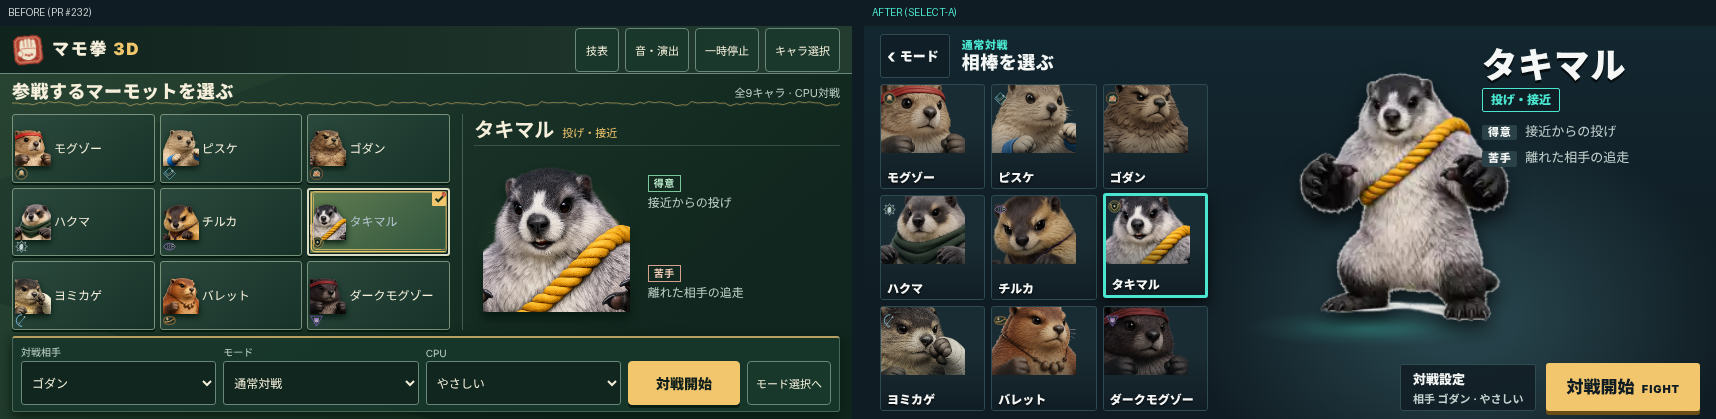 BEFORE (PR #232)
マモ拳 3D
技表
音・演出
一時停止
キャラ選択
参戦するマーモットを選ぶ
全9キャラ・CPU対戦
モグゾー
ピスケ
ゴダン
ハクマ
チルカ
タキマル
ヨミカゲ
バレット
ダークモグゾー
タキマル 投げ・接近
得意
接近からの投げ
苦手
離れた相手の追走
対戦相手
ゴダン
モード
通常対戦
CPU
やさしい
対戦開始
モード選択へ
AFTER (SELECT-A)
‹ モード
通常対戦
相棒を選ぶ
モグゾー
ピスケ
ゴダン
ハクマ
チルカ
タキマル
ヨミカゲ
バレット
ダークモグゾー
タキマル
投げ・接近
得意 接近からの投げ
苦手 離れた相手の追走
対戦設定
相手 ゴダン・やさしい
対戦開始 FIGHT